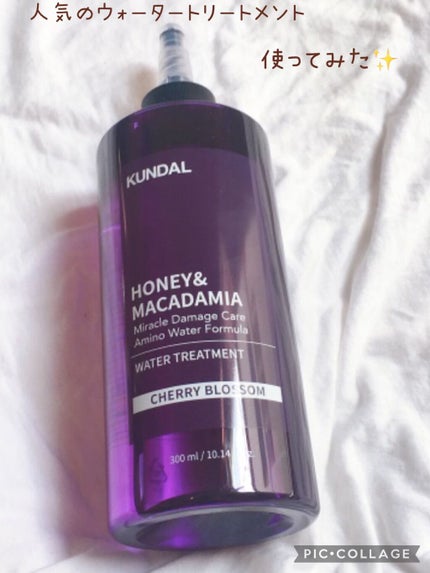 人気のウォータートリートメント
使ってみた✨
KUNDAL
HONEY&
MACADAMIA
Miracle Damage Care
Amino Water Formula
WATER TREATMENT
CHERRY BLOSSOM
300 ml / 10.14
PIC•COLLAGE